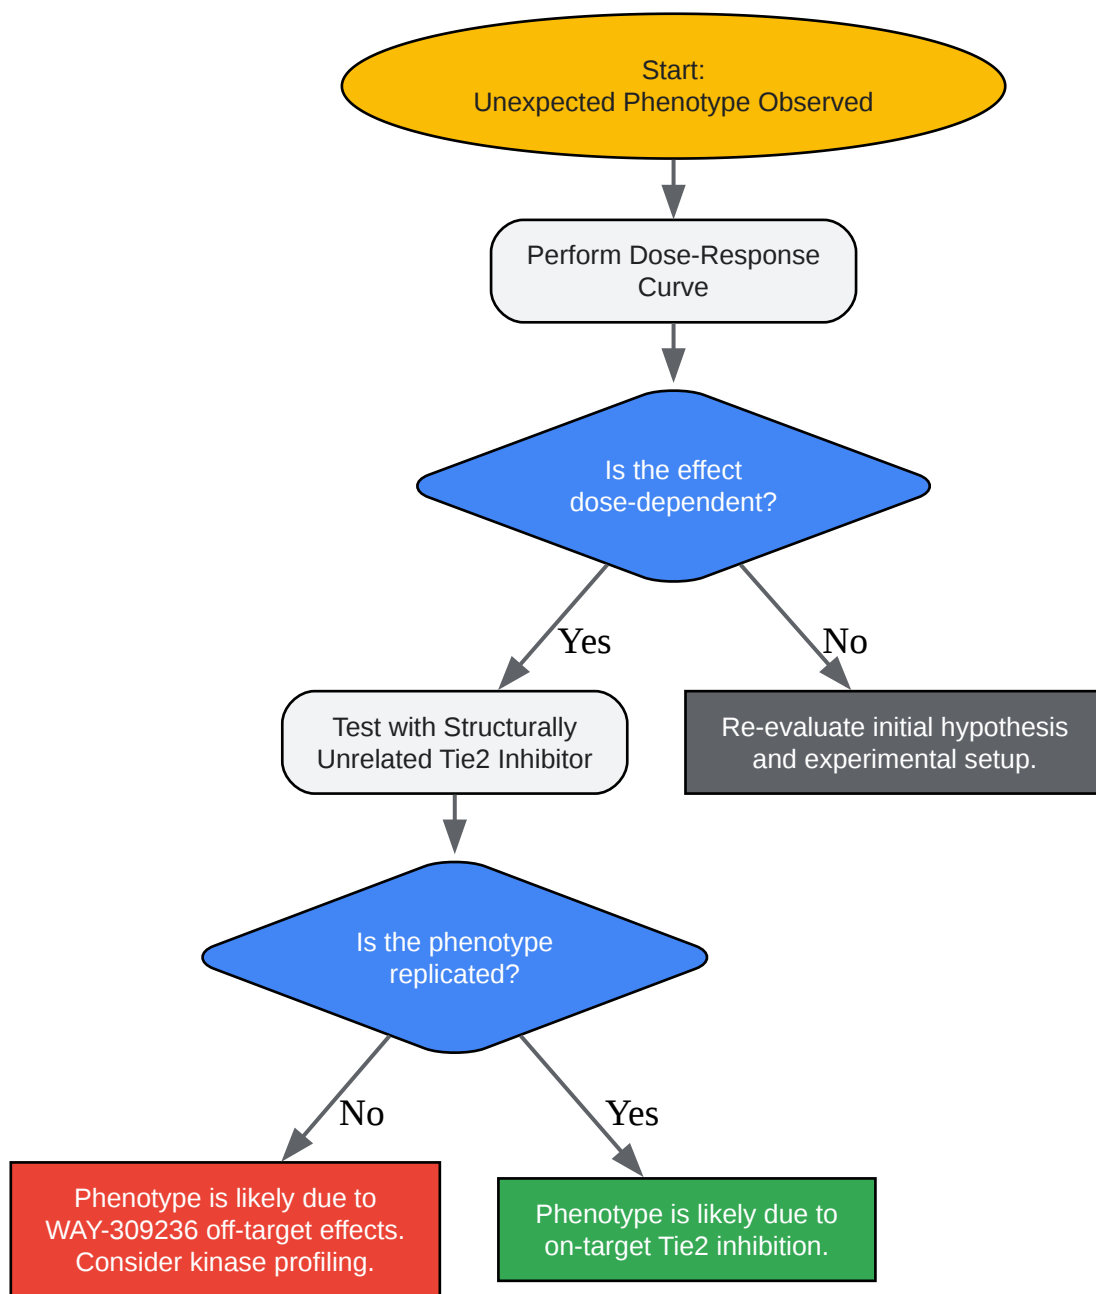 Start:
Unexpected Phenotype Observed
Perform Dose-Response
Curve
Is the effect
dose-dependent?
Yes
No
Test with Structurally
Unrelated Tie2 Inhibitor
Re-evaluate initial hypothesis
and experimental setup.
Is the phenotype
replicated?
No
Yes
Phenotype is likely due to
WAY-309236 off-target effects.
Consider kinase profiling.
Phenotype is likely due to
on-target Tie2 inhibition.